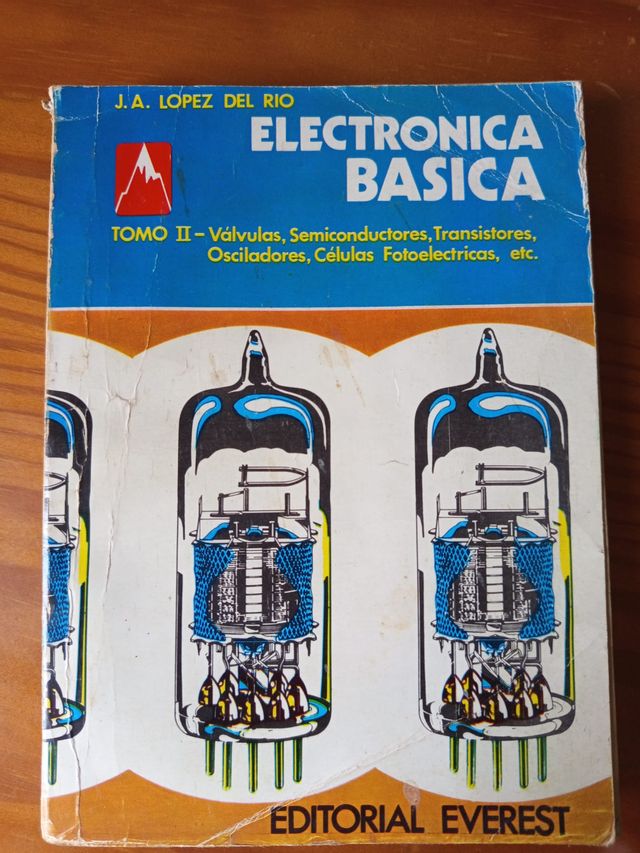 J.A. LOPEZ DEL RIO
ELECTRONICA
BASICA
TOMO II – Válvulas, Semiconductores, Transistores,
Osciladores, Células Fotoelectricas, etc.
EDITORIAL EVEREST